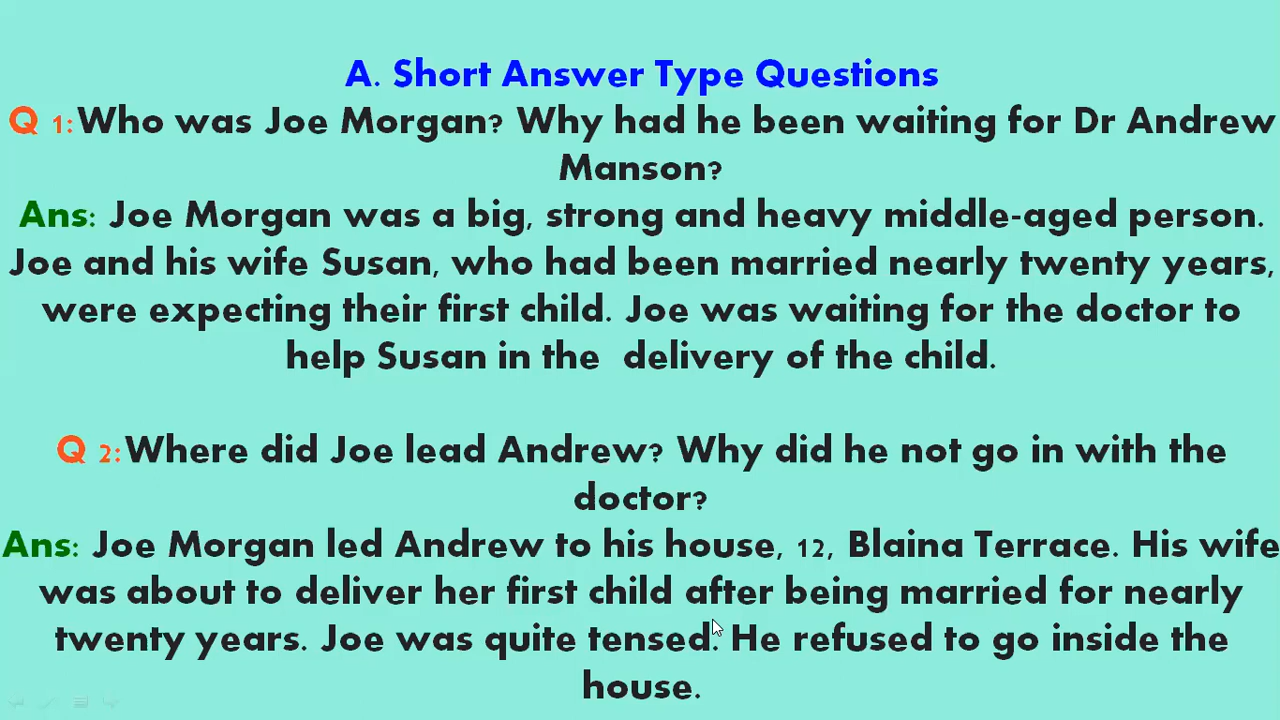 A. Short Answer Type Questions
Q 1: Who was Joe Morgan? Why had he been waiting for Dr Andrew
Manson?
Ans: Joe Morgan was a big, strong and heavy middle-aged person.
Joe and his wife Susan, who had been married nearly twenty years,
were expecting their first child. Joe was waiting for the doctor to
help Susan in the delivery of the child.
Q 2: Where did Joe lead Andrew? Why did he not go in with the
doctor?
Ans: Joe Morgan led Andrew to his house, 12, Blaina Terrace. His wife
was about to deliver her first child after being married for nearly
twenty years. Joe was quite tensed. He refused to go inside the
house.